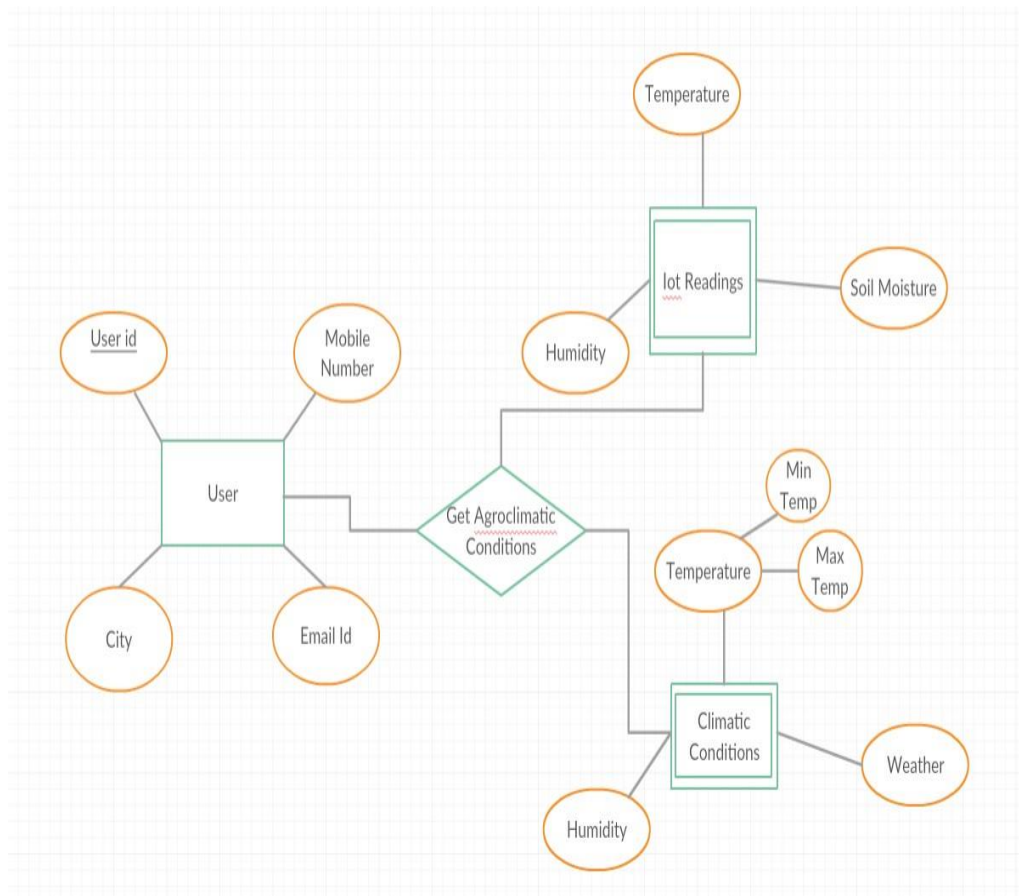 Temperature
Iot Readings
Soil Moisture
Humidity
User id
Mobile
Number
User
City
Email Id
Get Agroclimatic
Conditions
Min
Temp
Temperature
Max
Temp
Climatic
Conditions
Weather
Humidity